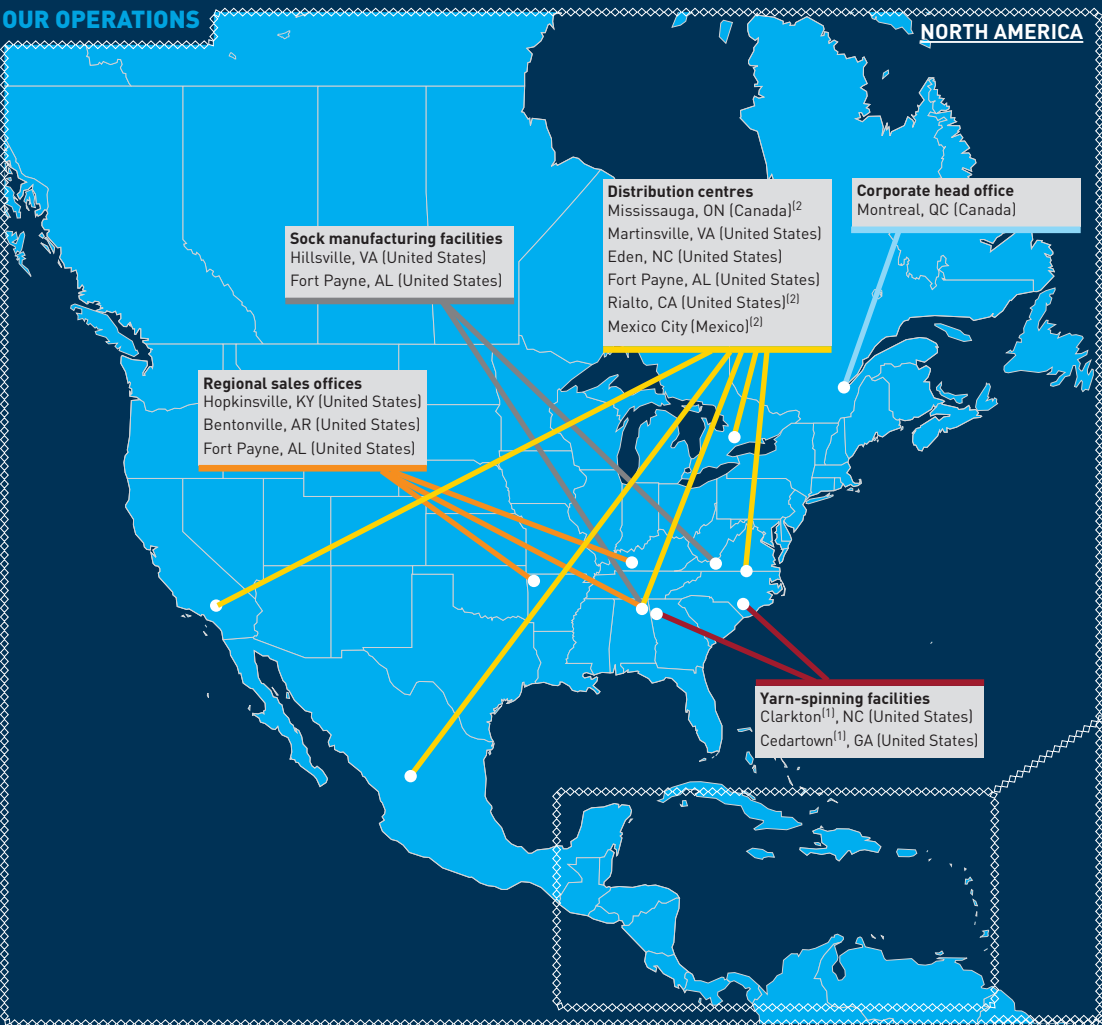 OUR OPERATIONS
NORTH AMERICA
Distribution centres
Mississauga, ON (Canada)(2
Martinsville, VA (United States)
Eden, NC (United States)
Fort Payne, AL (United States)
Rialto, CA (United States)(2)
Mexico City (Mexico)(2)
Corporate head office
Montreal, QC (Canada)
Sock manufacturing facilities
Hillsville, VA (United States)
Fort Payne, AL (United States)
Regional sales offices
Hopkinsville, KY (United States)
Bentonville, AR (United States)
Fort Payne, AL (United States)
Yarn-spinning facilities
Clarkton(1), NC (United States)
Cedartown(1), GA (United States)